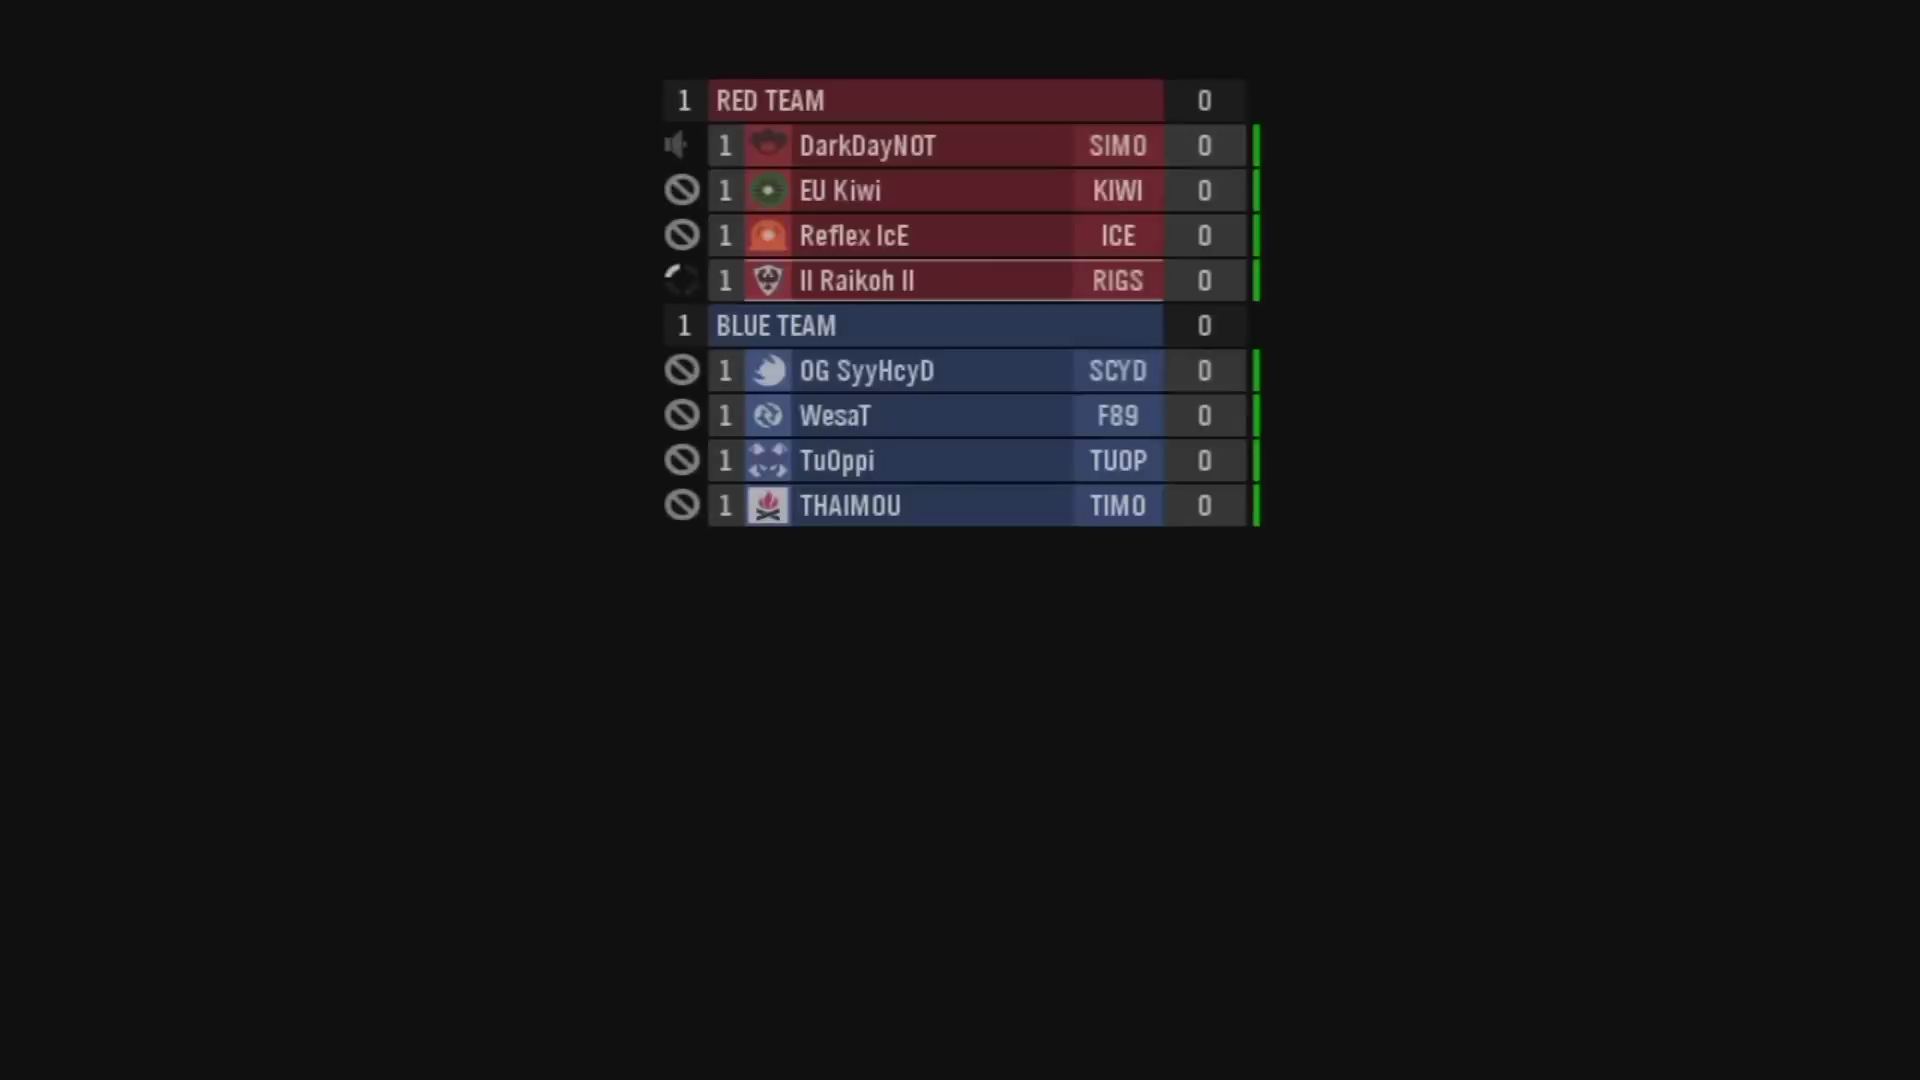 1 RED TEAM 0
1 DarkDayNOT SIMO 0
1 EU Kiwi KIWI 0
1 Reflex IcE ICE 0
1 II Raikoh II RIGS 0
1 BLUE TEAM 0
1 OG SyyHcyD SCYD 0
1 WesaT F89 0
1 TuOppi TUOP 0
1 THAIMOU TIMO 0